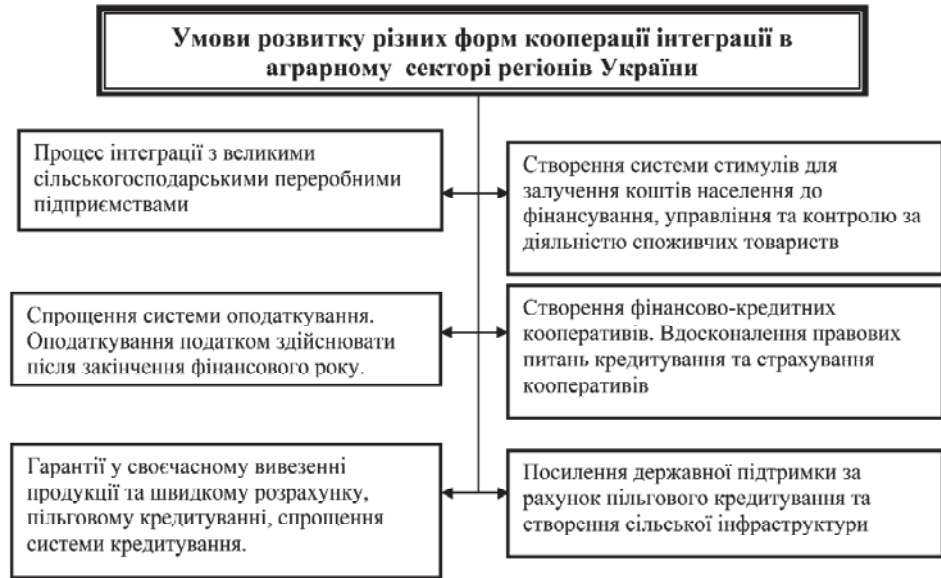 Умови розвитку різних форм кооперації інтеграції в
аграрному секторі регіонів України
Процес інтеграції з великими
сільськогосподарськими переробними
підприємствами
Створення системи стимулів для
залучення коштів населення до
фінансування, управління та контролю за
діяльністю споживчих товариств
Спрощення системи оподаткування.
Оподаткування податком здійснювати
після закінчення фінансового року.
Створення фінансово-кредитних
кооперативів. Вдосконалення правових
питань кредитування та страхування
кооперативів
Гарантії у своєчасному вивезенні
продукції та швидкому розрахунку,
пільговому кредитуванні, спрощення
системи кредитування.
Посилення державної підтримки за
рахунок пільгового кредитування та
створення сільської інфраструктури